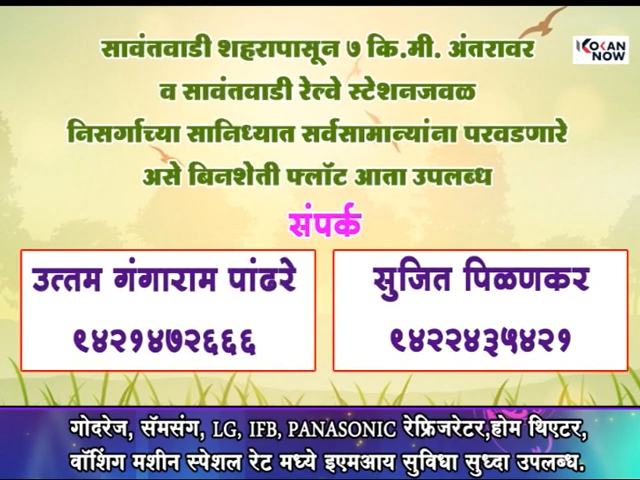 सावंतवाडी शहरापासून ७ कि.मी. अंतरावर
KOKAN
NOW
व सावंतवाडी रेल्वे स्टेशनजवळ
निसर्गाच्या सानिध्यात सर्वसामान्यांना परवडणारे
असे बिनशेती फ्लॉट आता उपलब्ध
संपर्क
उत्तम गंगाराम पांढरे
९४२१४७२६६६
सुजित पिळणकर
९४२२४३५४२१
गोदरेज, सॅमसंग, LG, IFB, PANASONIC रेफ्रिजरेटर,होम थिएटर,
वॉशिंग मशीन स्पेशल रेट मध्ये इएमआय सुविधा सुध्दा उपलब्ध.